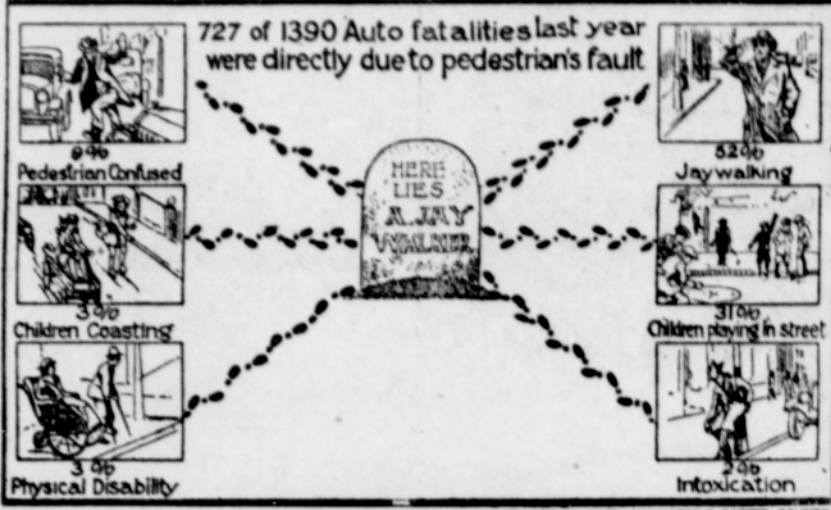 727 of 1390 Auto fatalities last year
were directly due to pedestrian's fault
9%
Pedestrian Confused
3%
Children Coasting
3%
Physical Disability
HERE
LIES
A. JAY
WALKER
52%
Jaywalking
31%
Children playing in street
2%
Intoxication